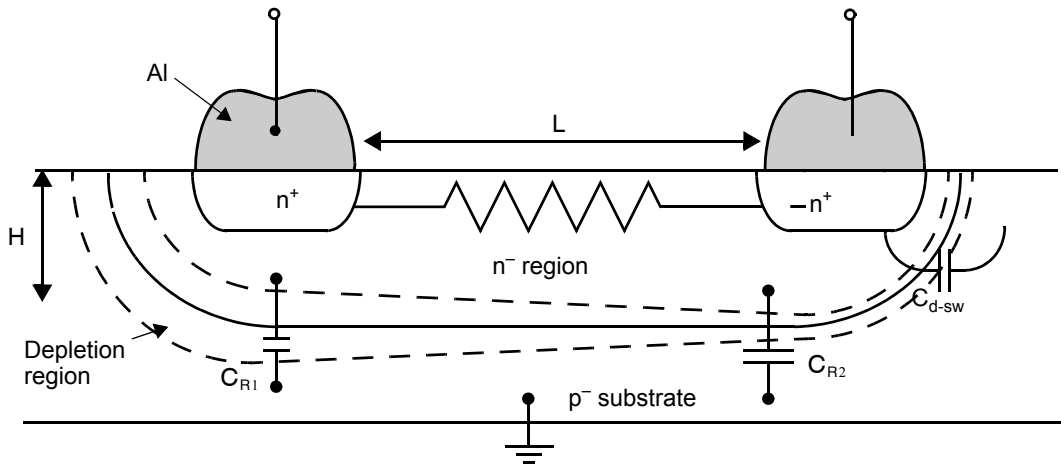 Al
L
n⁺
–n⁺
H
n⁻ region
C_d-sw
Depletion
region
C_R1
C_R2
p⁻ substrate